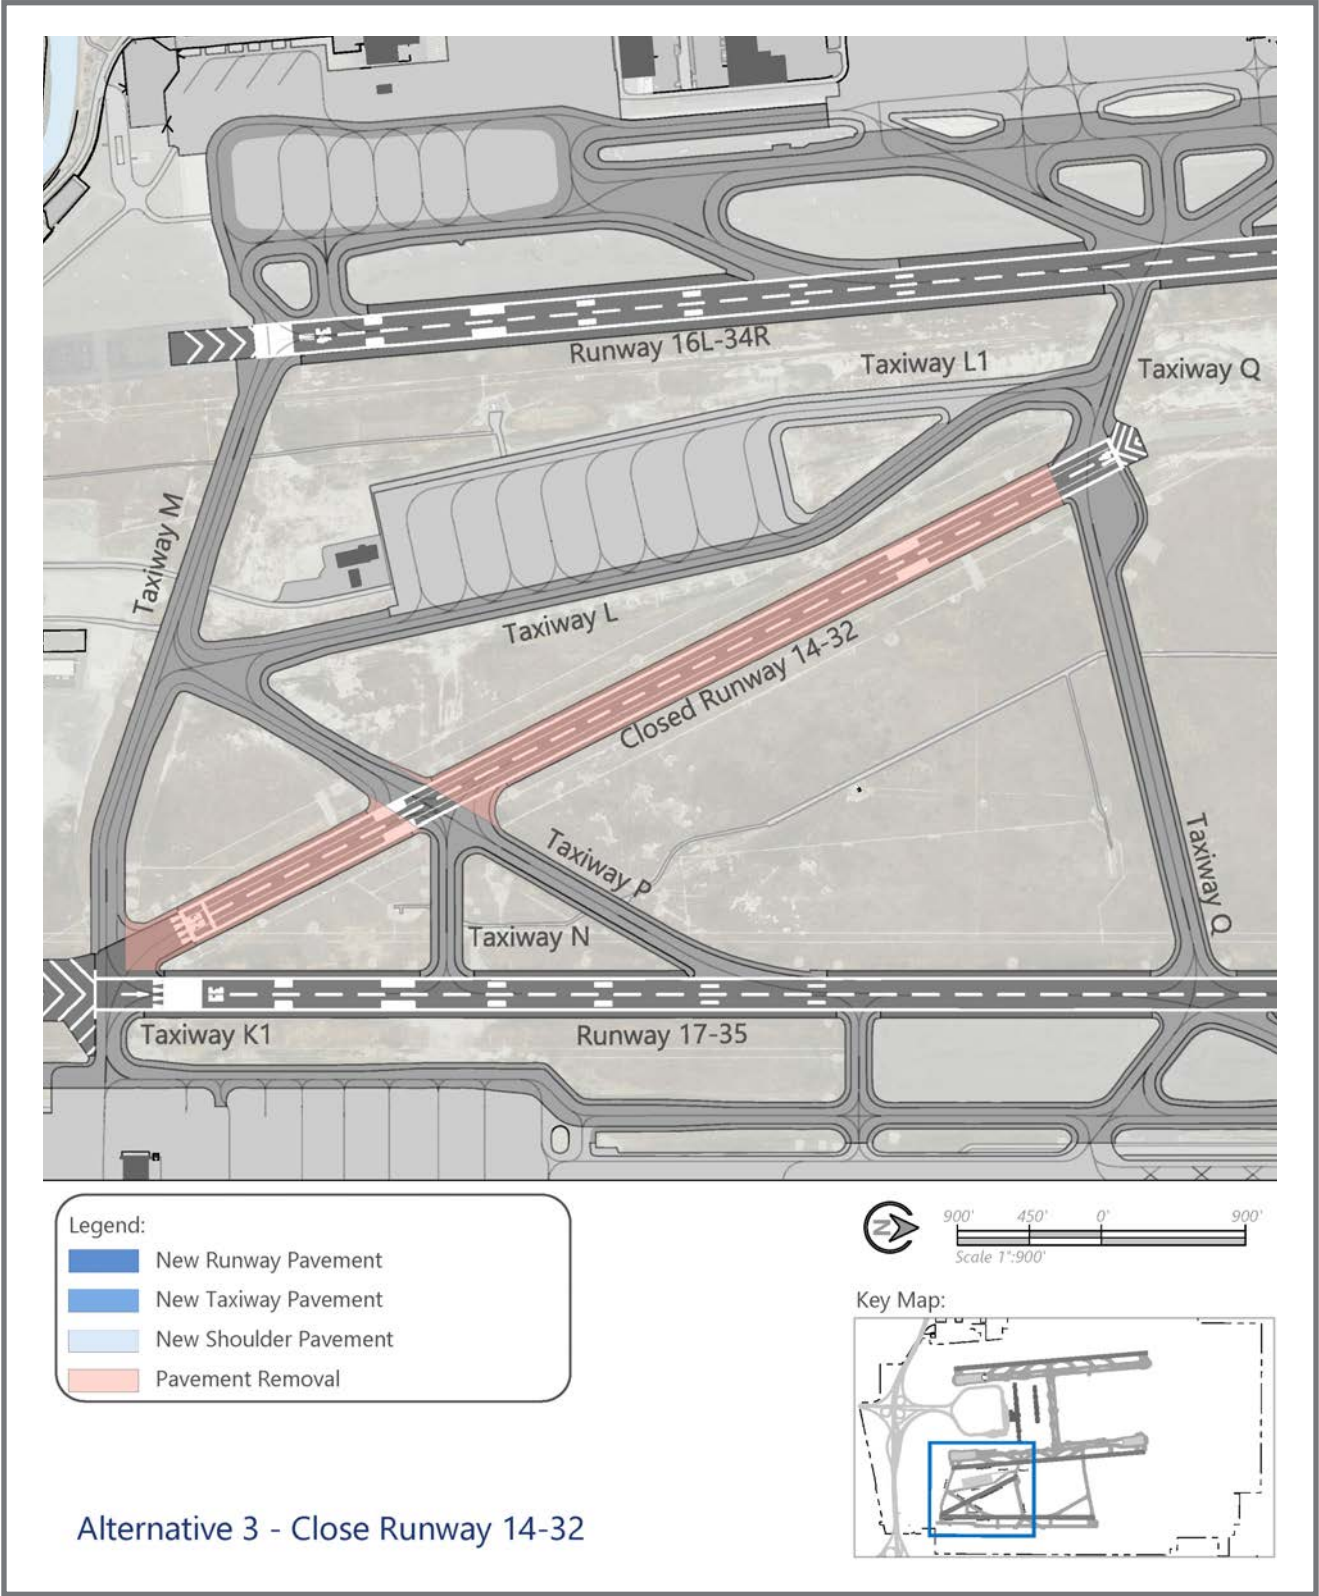 Runway 16L-34R
Taxiway L1
Taxiway Q
Taxiway M
Taxiway L
Closed Runway 14-32
Taxiway P
Taxiway Q
Taxiway N
Taxiway K1
Runway 17-35
Legend:
New Runway Pavement
New Taxiway Pavement
New Shoulder Pavement
Pavement Removal
N
900' 450' 0' 900'
Scale 1":900'
Key Map:
Alternative 3 - Close Runway 14-32